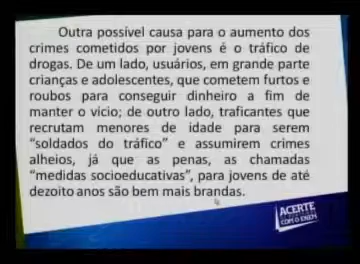 Outra possível causa para o aumento dos
crimes cometidos por jovens é o tráfico de
drogas. De um lado, usuários, em grande parte
crianças e adolescentes, que cometem furtos e
roubos para conseguir dinheiro a fim de
manter o vício; de outro lado, traficantes que
recrutam menores de idade para serem
“soldados do tráfico” e assumirem crimes
alheios, já que as penas, as chamadas
“medidas socioeducativas”, para jovens de até
dezoito anos são bem mais brandas.
ACERTE
COM O ENEM